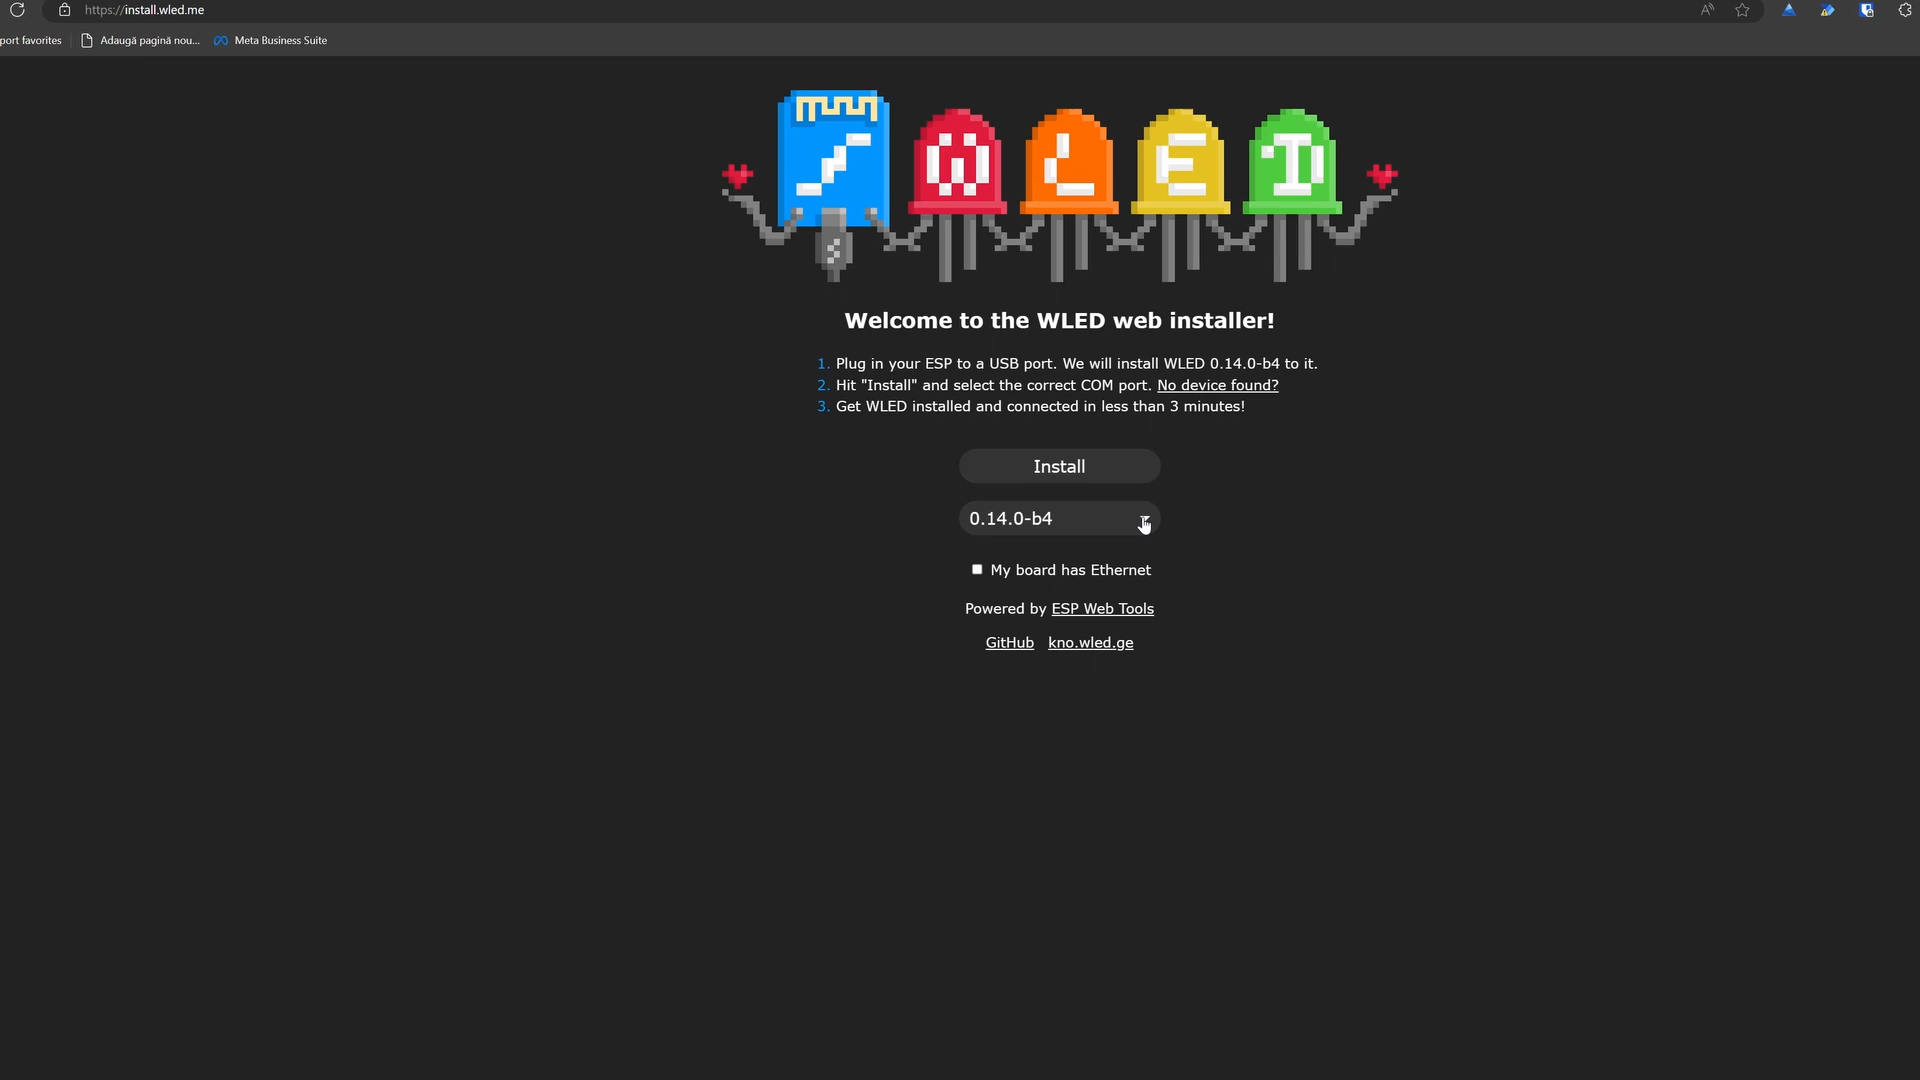 https://install.wled.me
port favorites
Adaugă pagină nou...
Meta Business Suite
WLED
Welcome to the WLED web installer!
1. Plug in your ESP to a USB port. We will install WLED 0.14.0-b4 to it.
2. Hit "Install" and select the correct COM port. No device found?
3. Get WLED installed and connected in less than 3 minutes!
Install
0.14.0-b4
My board has Ethernet
Powered by ESP Web Tools
GitHub kno.wled.ge